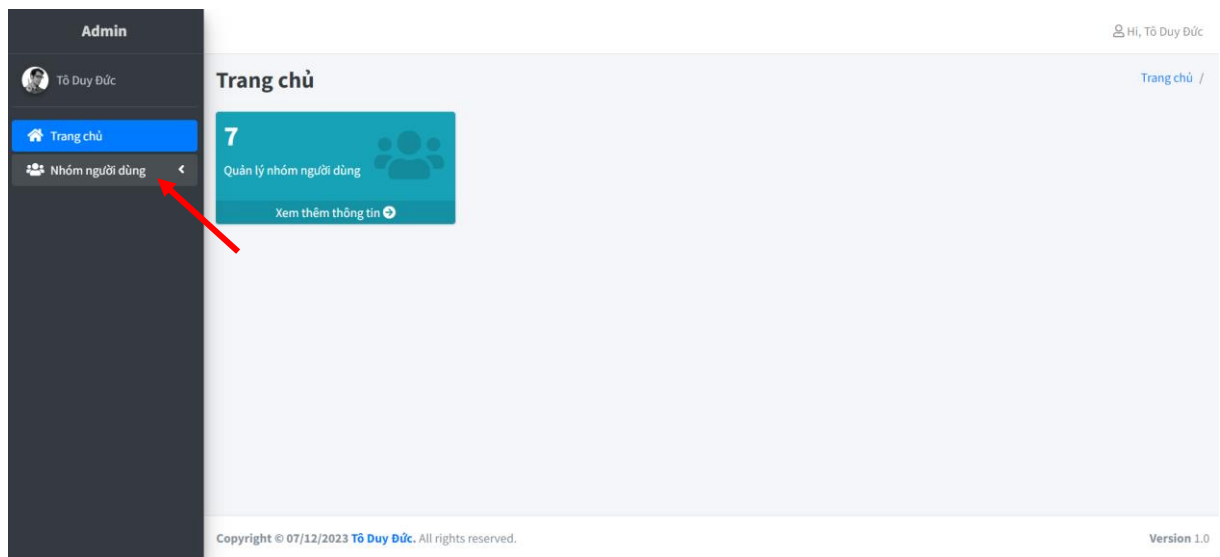 Admin
Hi, Tô Duy Đức
Tô Duy Đức
Trang chủ
Trang chủ /
Trang chủ
Nhóm người dùng
7
Quản lý nhóm người dùng
Xem thêm thông tin
Copyright © 07/12/2023 Tô Duy Đức. All rights reserved.
Version 1.0